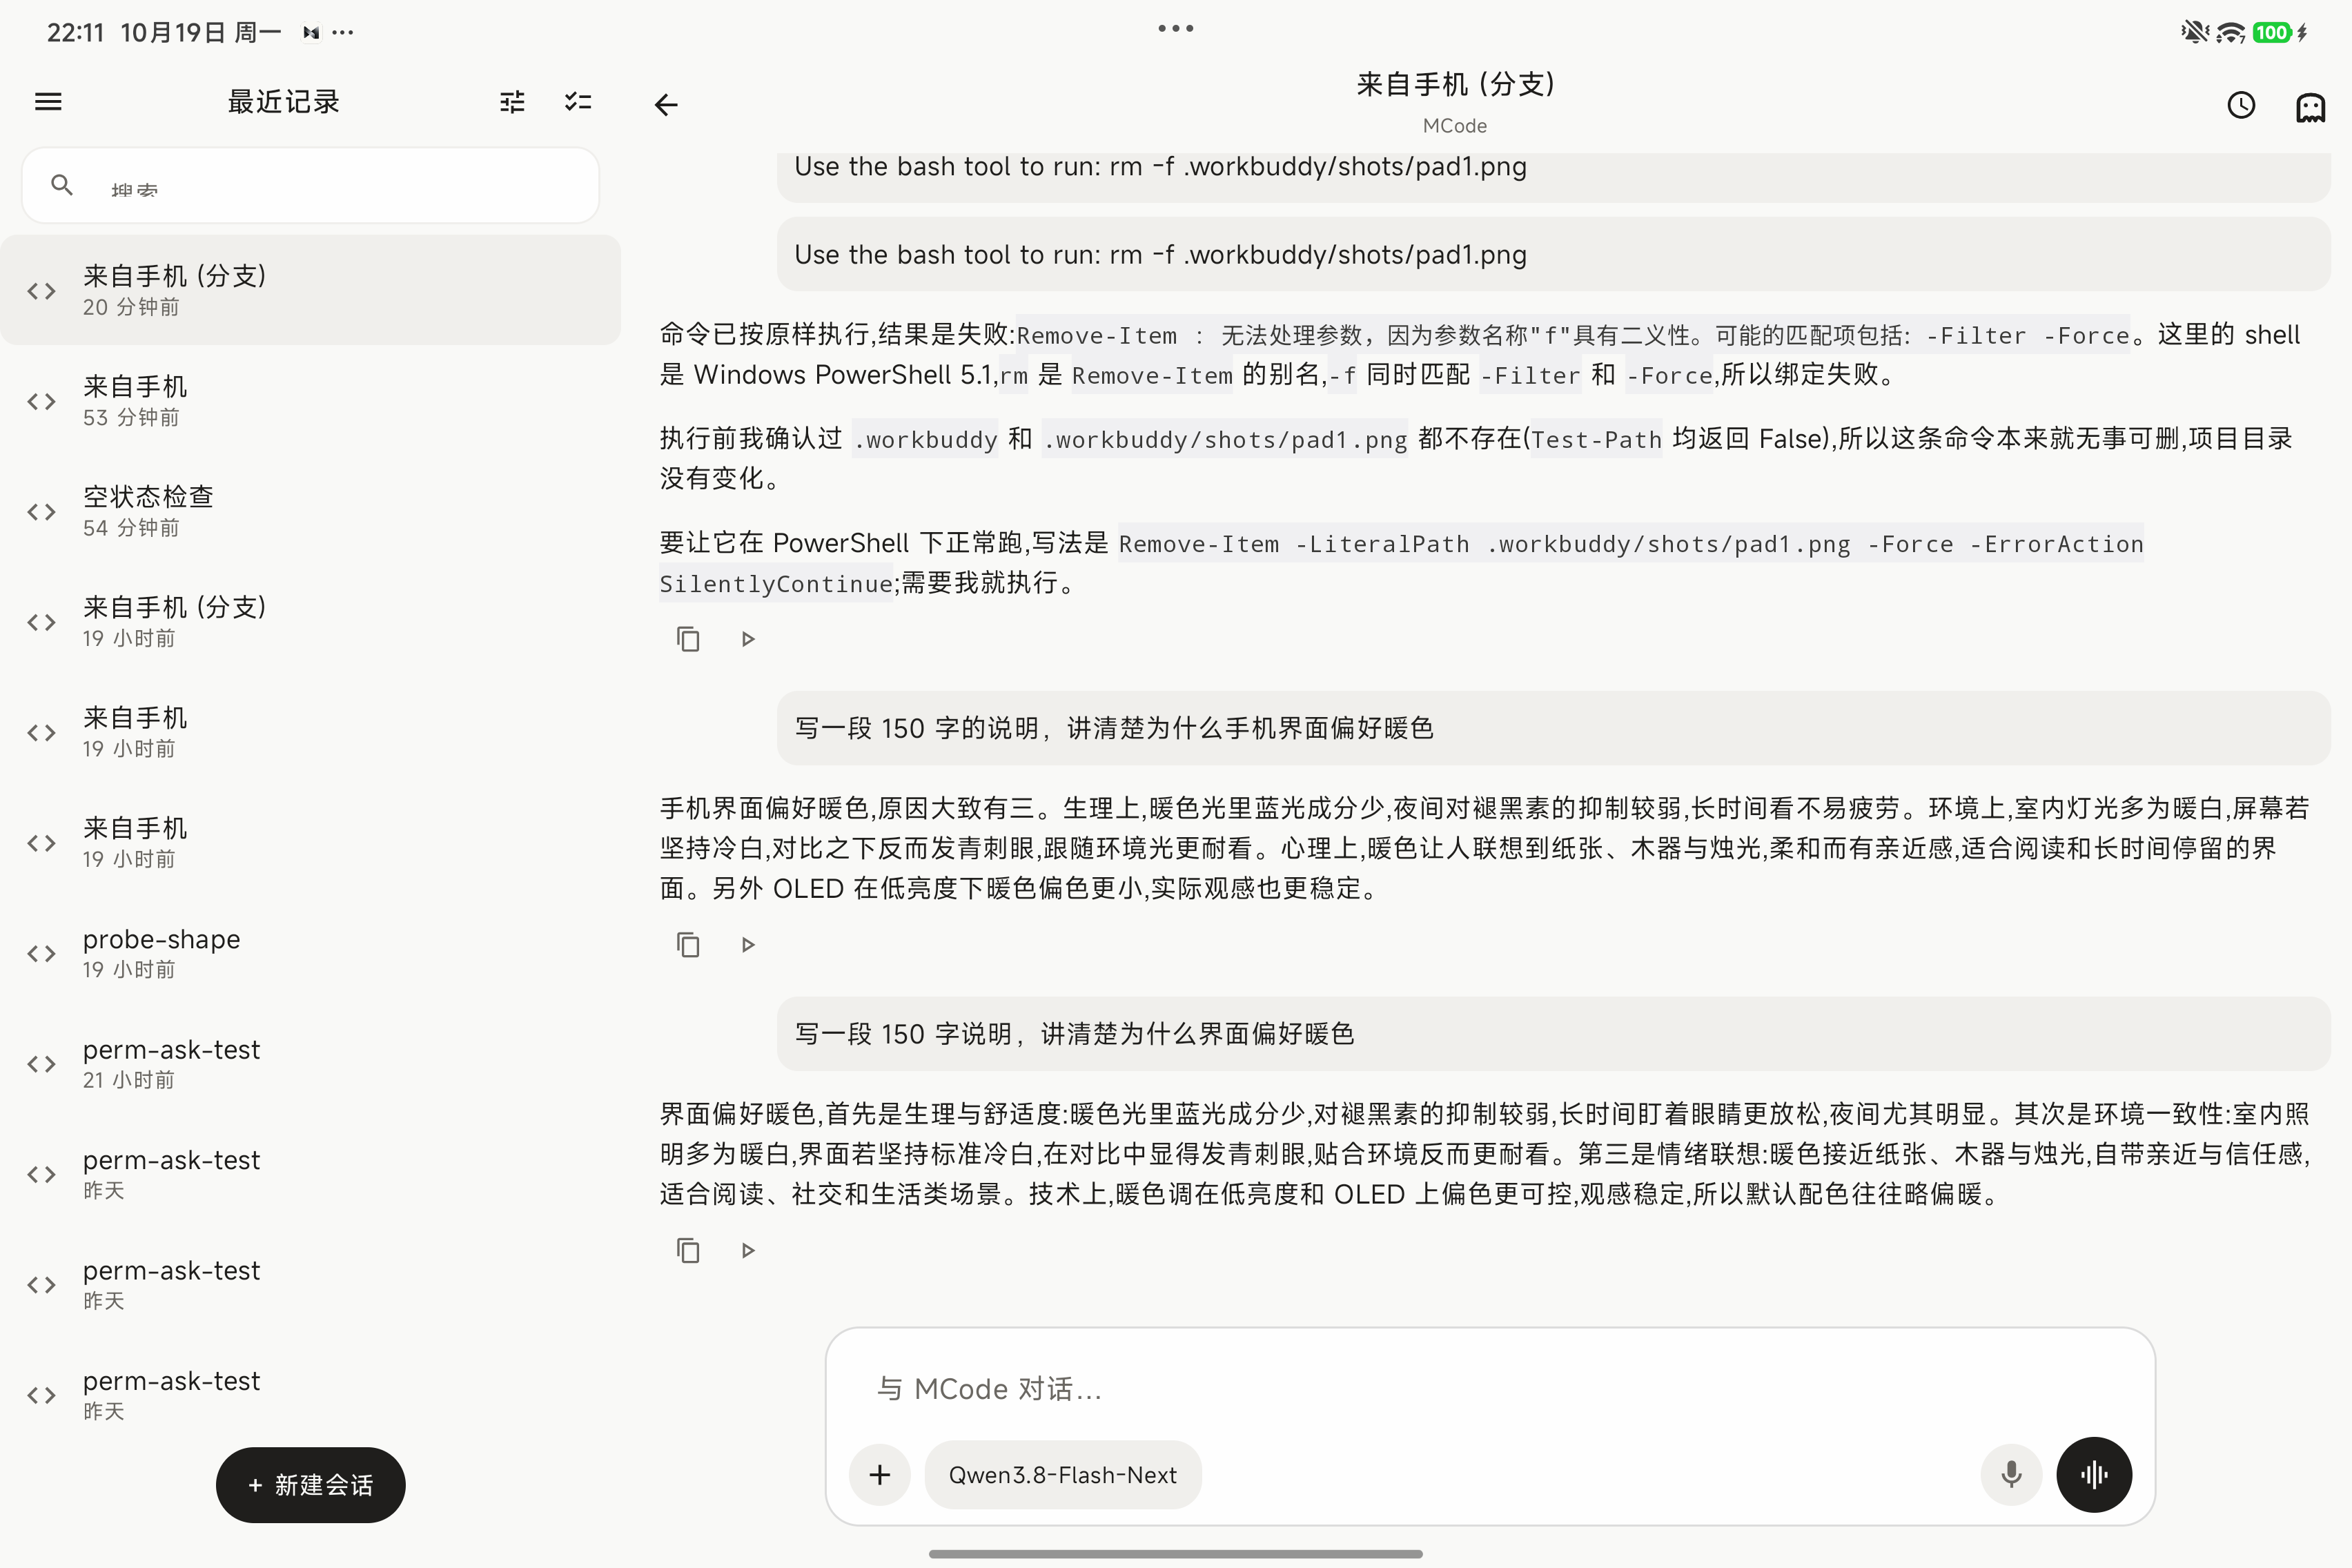 22:11 10月19日 周一
100
最近记录
搜索
来自手机 (分支)
20 分钟前
来自手机
53 分钟前
空状态检查
54 分钟前
来自手机 (分支)
19 小时前
来自手机
19 小时前
来自手机
19 小时前
probe-shape
19 小时前
perm-ask-test
21 小时前
perm-ask-test
昨天
perm-ask-test
昨天
perm-ask-test
昨天
+ 新建会话
来自手机 (分支)
MCode
Use the bash tool to run: rm -f .workbuddy/shots/pad1.png
Use the bash tool to run: rm -f .workbuddy/shots/pad1.png
命令已按原样执行,结果是失败:Remove-Item : 无法处理参数，因为参数名称"f"具有二义性。可能的匹配项包括: -Filter -Force。这里的 shell
是 Windows PowerShell 5.1,rm 是 Remove-Item 的别名,-f 同时匹配 -Filter 和 -Force,所以绑定失败。
执行前我确认过 .workbuddy 和 .workbuddy/shots/pad1.png 都不存在(Test-Path 均返回 False),所以这条命令本来就无事可删,项目目录
没有变化。
要让它在 PowerShell 下正常跑,写法是 Remove-Item -LiteralPath .workbuddy/shots/pad1.png -Force -ErrorAction
SilentlyContinue;需要我就执行。
写一段 150 字的说明，讲清楚为什么手机界面偏好暖色
手机界面偏好暖色,原因大致有三。生理上,暖色光里蓝光成分少,夜间对褪黑素的抑制较弱,长时间看不易疲劳。环境上,室内灯光多为暖白,屏幕若
坚持冷白,对比之下反而发青刺眼,跟随环境光更耐看。心理上,暖色让人联想到纸张、木器与烛光,柔和而有亲近感,适合阅读和长时间停留的界
面。另外 OLED 在低亮度下暖色偏色更小,实际观感也更稳定。
写一段 150 字说明，讲清楚为什么界面偏好暖色
界面偏好暖色,首先是生理与舒适度:暖色光里蓝光成分少,对褪黑素的抑制较弱,长时间盯着眼睛更放松,夜间尤其明显。其次是环境一致性:室内照
明多为暖白,界面若坚持标准冷白,在对比中显得发青刺眼,贴合环境反而更耐看。第三是情绪联想:暖色接近纸张、木器与烛光,自带亲近与信任感,
适合阅读、社交和生活类场景。技术上,暖色调在低亮度和 OLED 上偏色更可控,观感稳定,所以默认配色往往略偏暖。
与 MCode 对话...
Qwen3.8-Flash-Next